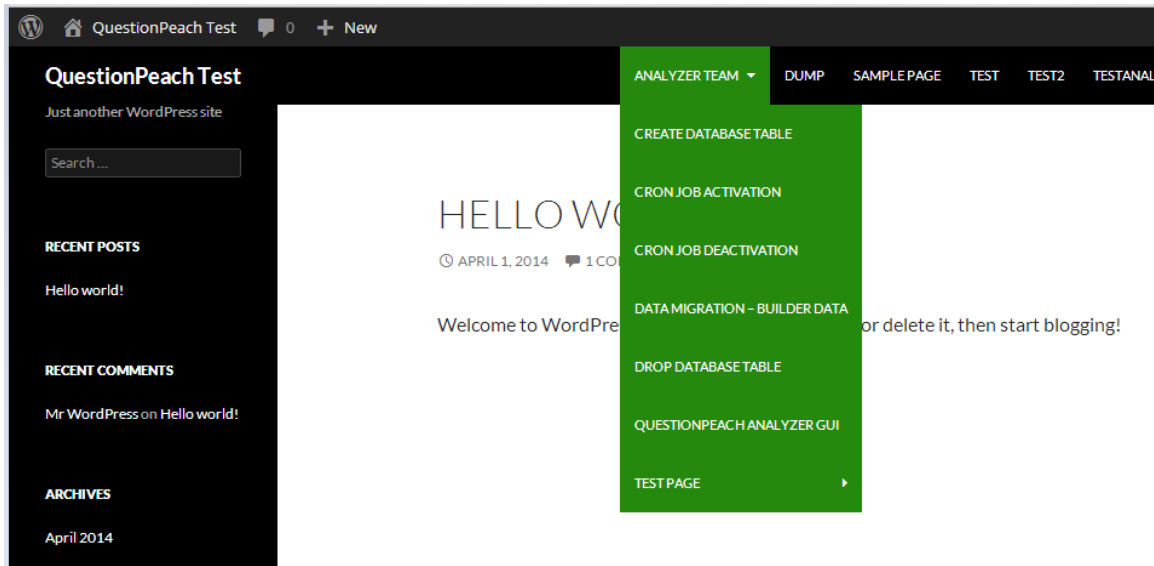 QuestionPeach Test 0 + New
QuestionPeach Test
ANALYZER TEAM DUMP SAMPLE PAGE TEST TEST2 TESTANAL
Just another WordPress site
Search ...
RECENT POSTS
Hello world!
RECENT COMMENTS
Mr WordPress on Hello world!
ARCHIVES
April 2014
CREATE DATABASE TABLE
CRON JOB ACTIVATION
CRON JOB DEACTIVATION
DATA MIGRATION – BUILDER DATA
DROP DATABASE TABLE
QUESTIONPEACH ANALYZER GUI
TEST PAGE
HELLO WO
APRIL 1, 2014 1 CO
Welcome to WordPre or delete it, then start blogging!